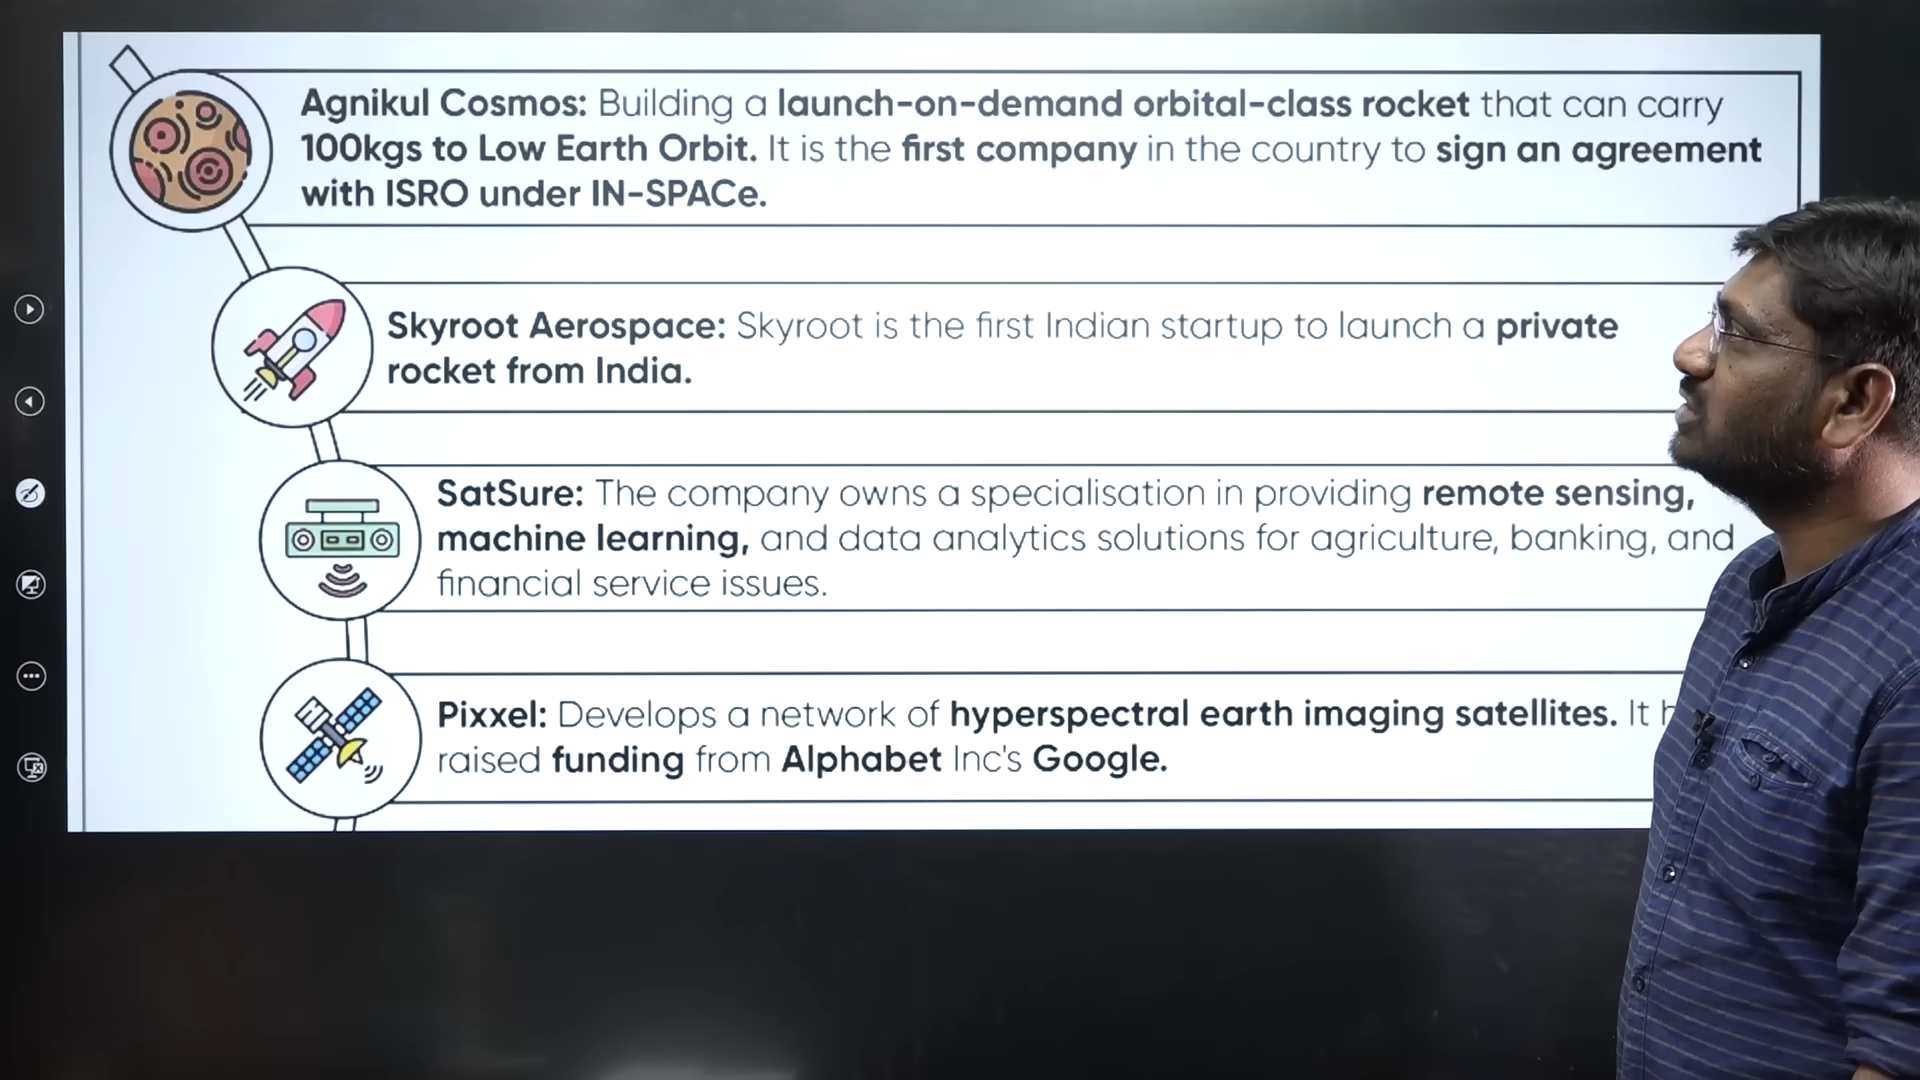 Agnikul Cosmos: Building a launch-on-demand orbital-class rocket that can carry
100kgs to Low Earth Orbit. It is the first company in the country to sign an agreement
with ISRO under IN-SPACe.
Skyroot Aerospace: Skyroot is the first Indian startup to launch a private
rocket from India.
SatSure: The company owns a specialisation in providing remote sensing,
machine learning, and data analytics solutions for agriculture, banking, and
financial service issues.
Pixxel: Develops a network of hyperspectral earth imaging satellites. It
raised funding from Alphabet Inc's Google.